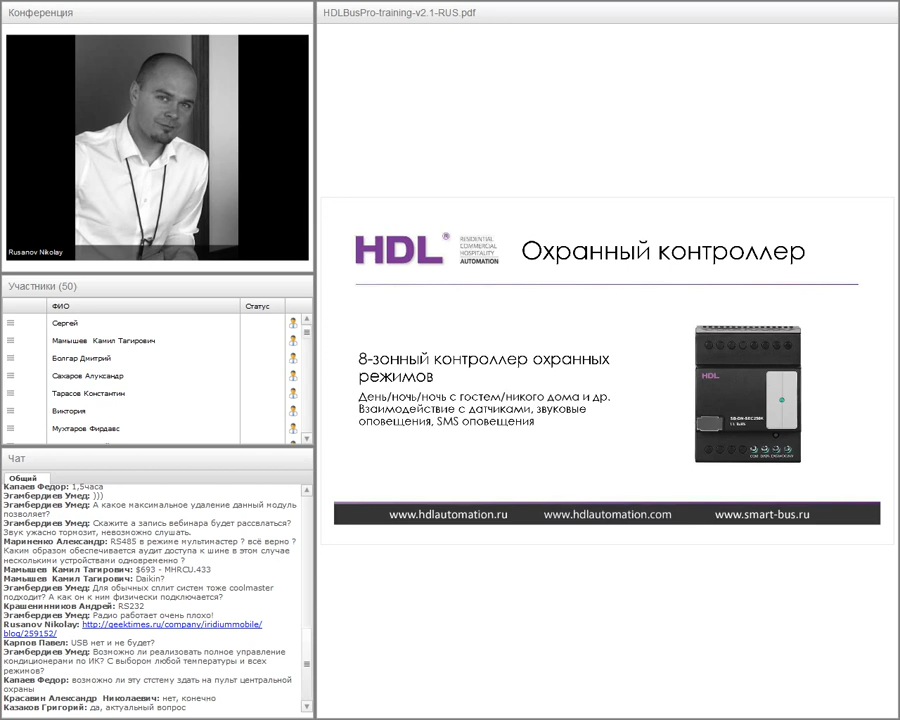 Конференция
Rusanov Nikolay
Участники (50)
ФИО Статус
Сергей
Мамышев Камил Тагирович
Болгар Дмитрий
Сахаров Алуксандр
Тарасов Константин
Виктория
Мухтаров Фирдавс
Чат
Общий
Капаев Федор: 1,5часа
Эгамбердиев Умед: )))
Эгамбердиев Умед: А какое максимальное удаление данный модуль
позволяет?
Эгамбердиев Умед: Скажите а запись вебинара будет рассвлаться?
Звук ужасно тормозит, невозможно слушать.
Мариненко Александр: RS485 в режиме мультимастер ? всё верно ?
Каким образом обеспечивается аудит доступа к шине в этом случае
несколькими устройствами одновременно ?
Мамышев Камил Тагирович: $693 - MHRCU.433
Мамышев Камил Тагирович: Daikin?
Эгамбердиев Умед: Для обычных сплит систем тоже coolmaster
подходит? А как он к ним физически подключается?
Крашенинников Андрей: RS232
Эгамбердиев Умед: Радио работает очень плохо!
Rusanov Nikolay: http://geektimes.ru/company/iridiummobile/
blog/259152/
Карпов Павел: USB нет и не будет?
Эгамбердиев Умед: Возможно ли реализовать полное управление
кондиционерами по ИК? С выбором любой температуры и всех
режимов?
Капаев Федор: возможно ли эту стстему здать на пульт центральной
охраны
Красавин Александр Николаевич: нет, конечно
Казаков Григорий: да, актуальный вопрос
HDLBusPro-training-v2.1-RUS.pdf
HDL®
RESIDENTIAL
COMMERCIAL
HOSPITALITY
AUTOMATION
Охранный контроллер
8-зонный контроллер охранных
режимов
День/ночь/ночь с гостем/никого дома и др.
Взаимодействие с датчиками, звуковые
оповещения, SMS оповещения
HDL
www.hdlautomation.ru www.hdlautomation.com www.smart-bus.ru